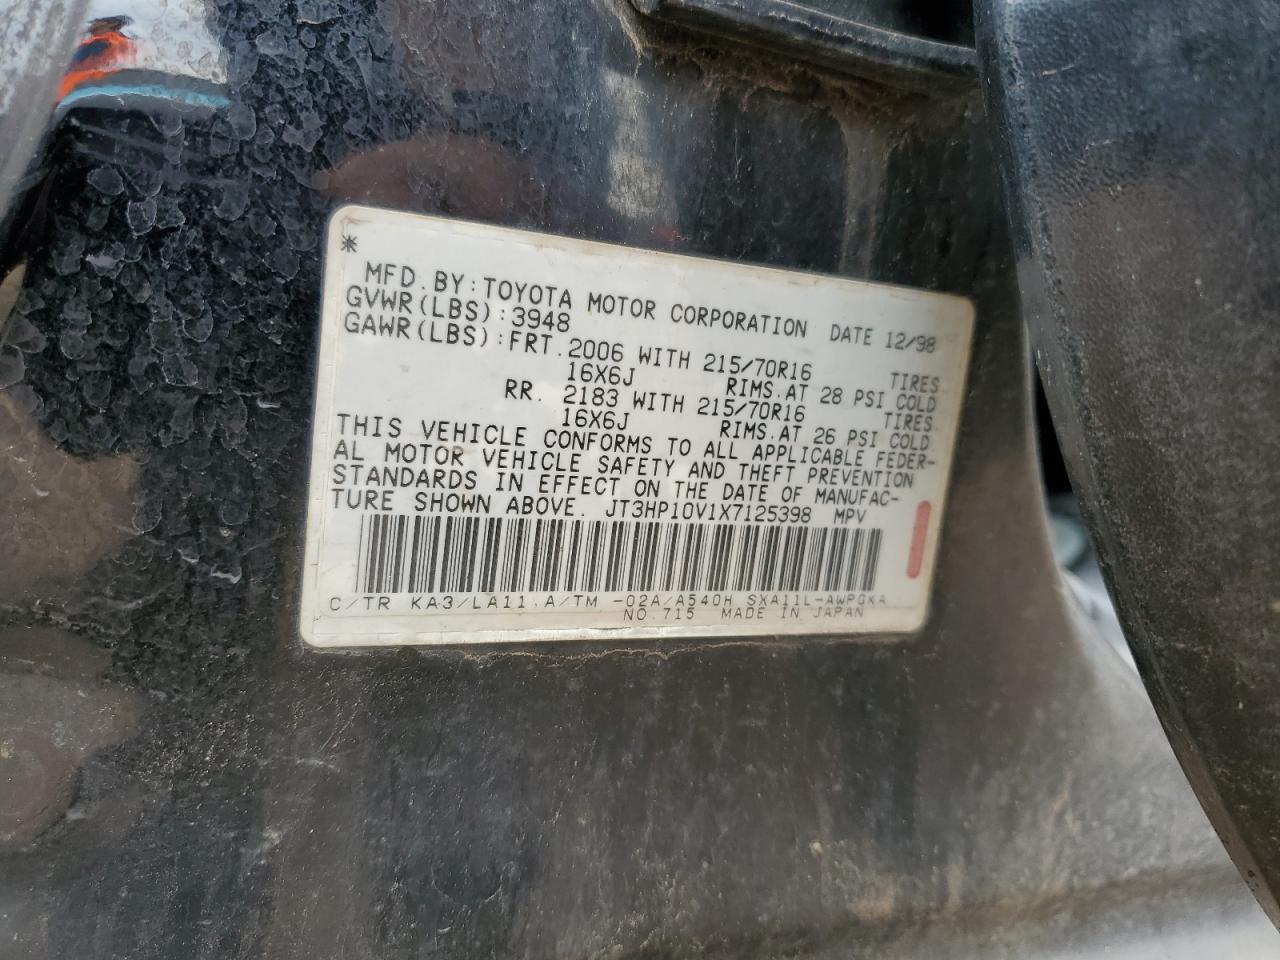 *
MFD. BY: TOYOTA MOTOR CORPORATION DATE 12/98
GVWR(LBS):3948
GAWR(LBS):FRT. 2006 WITH 215/70R16 TIRES
16X6J RIMS.AT 28 PSI COLD
RR. 2183 WITH 215/70R16 TIRES
16X6J RIMS.AT 26 PSI COLD
THIS VEHICLE CONFORMS TO ALL APPLICABLE FEDER-
AL MOTOR VEHICLE SAFETY AND THEFT PREVENTION
STANDARDS IN EFFECT ON THE DATE OF MANUFAC-
TURE SHOWN ABOVE. JT3HP10V1X7125398 MPV
C/TR KA3/LA11 A/TM -02A/A540H SXA11L-AWPGKA
NO.715 MADE IN JAPAN